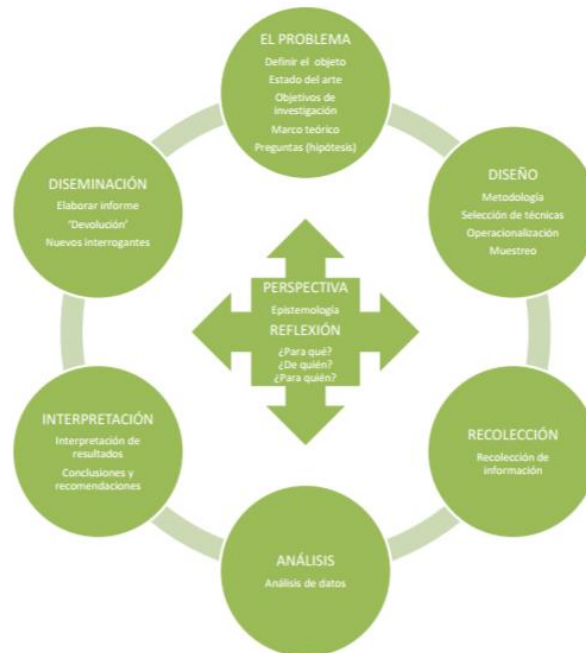 EL PROBLEMA
Definir el objeto
Estado del arte
Objetivos de
investigación
Marco teórico
Preguntas (hipótesis)
DISEÑO
Metodología
Selección de técnicas
Operacionalización
Muestreo
RECOLECCIÓN
Recolección de
información
ANÁLISIS
Análisis de datos
INTERPRETACIÓN
Interpretación de
resultados
Conclusiones y
recomendaciones
DISEMINACIÓN
Elaborar informe
"Devolución"
Nuevos interrogantes
PERSPECTIVA
Epistemología
REFLEXIÓN
¿Para qué?
¿De quién?
¿Para quién?